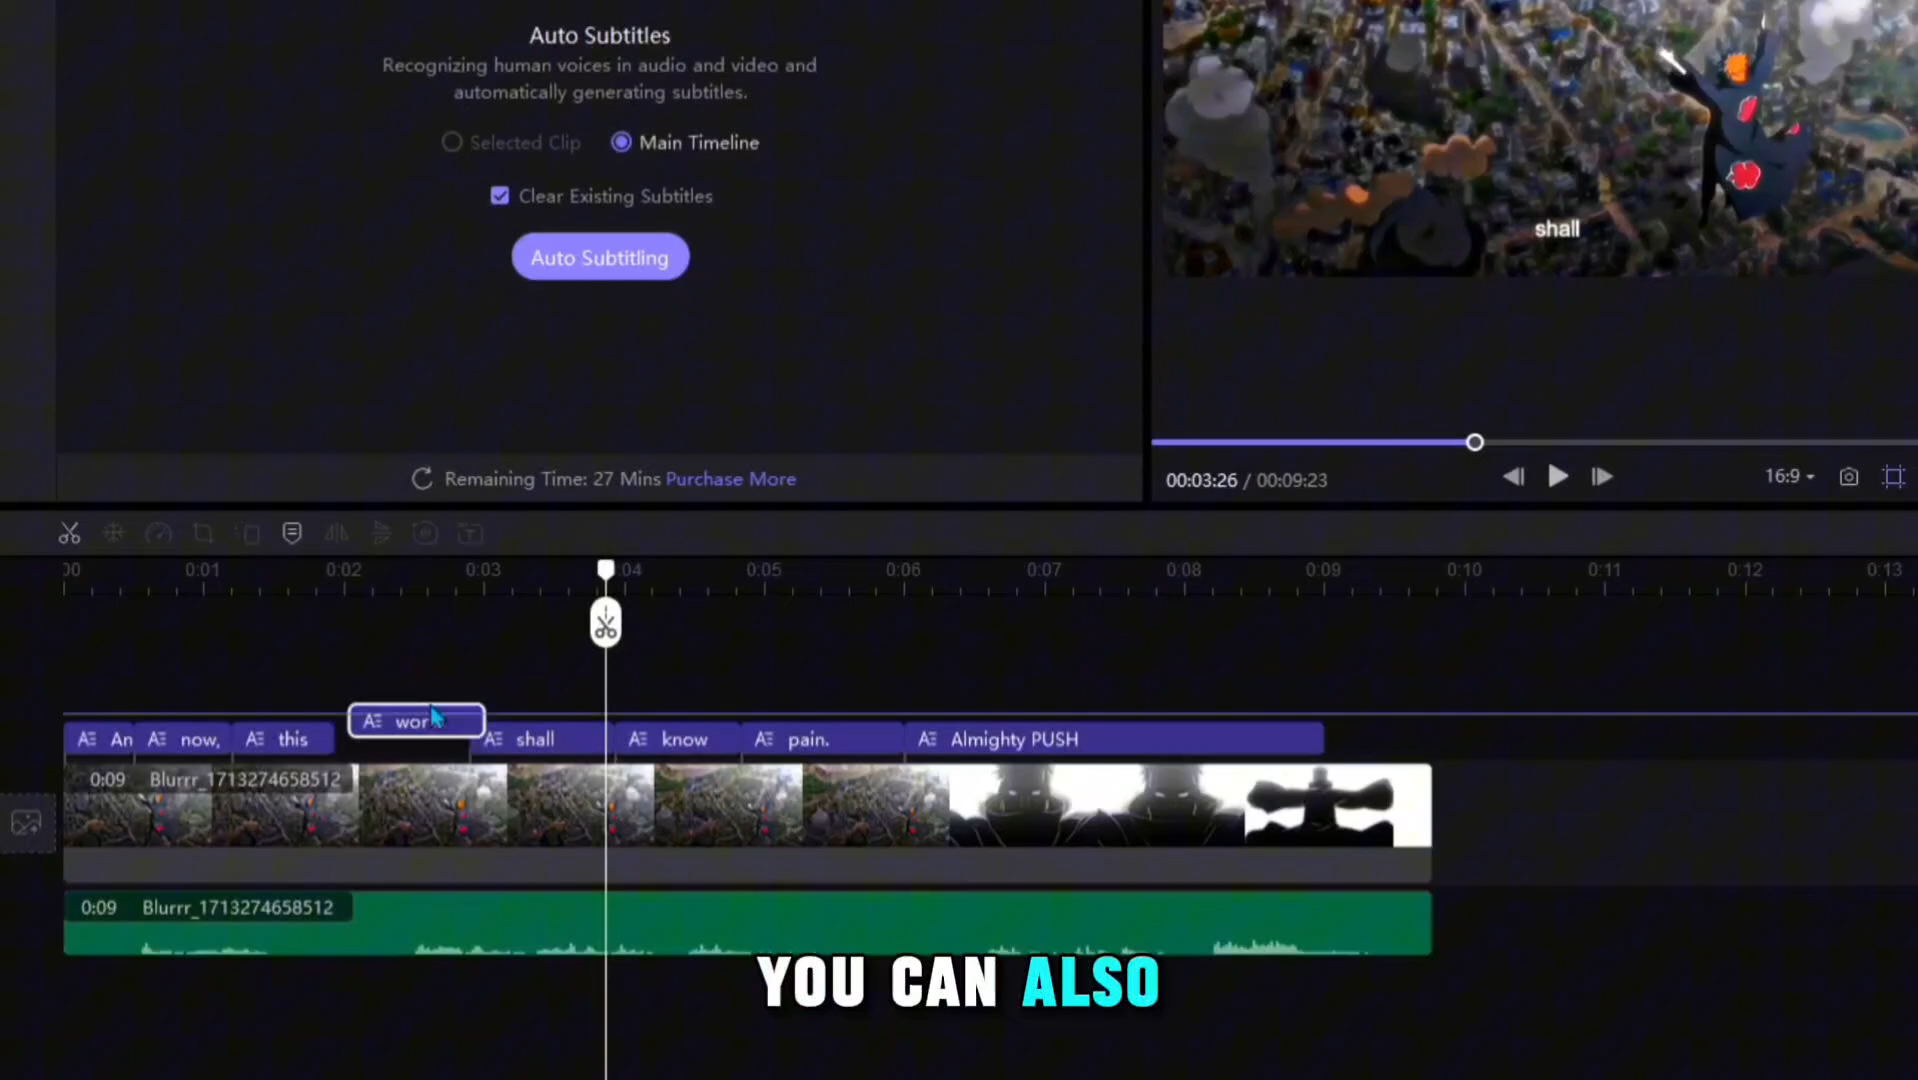 Auto Subtitles
Recognizing human voices in audio and video and
automatically generating subtitles.
Selected Clip
Main Timeline
Clear Existing Subtitles
Auto Subtitling
shall
Remaining Time: 27 Mins Purchase More
00:03:26 / 00:09:23
16:9
00 0:01 0:02 0:03 :04 0:05 0:06 0:07 0:08 0:09 0:10 0:11 0:12 0:13
wor
An now, this shall know pain. Almighty PUSH
0:09 Blurrr_1713274658512
0:09 Blurrr_1713274658512
YOU CAN ALSO